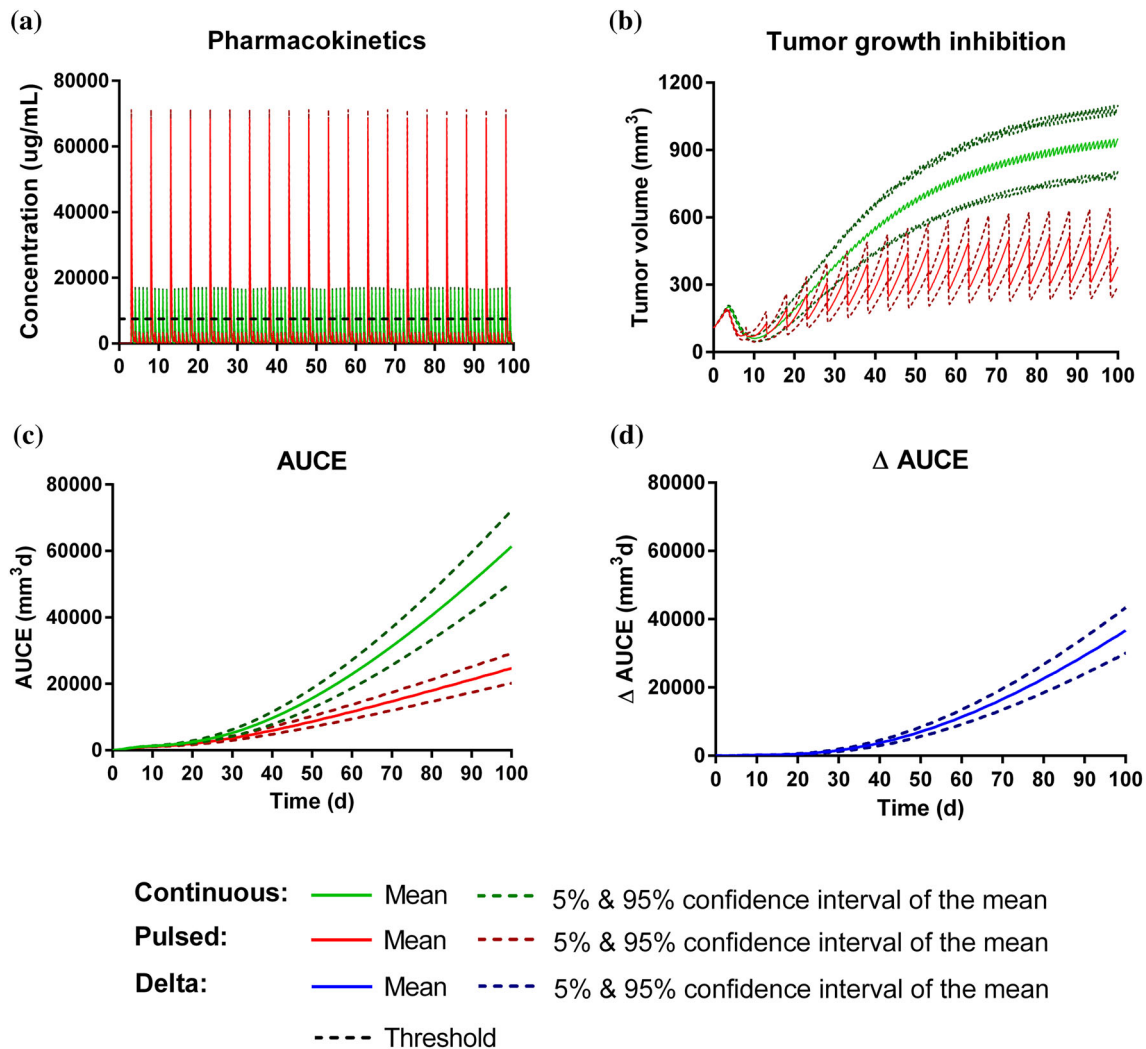 (a)
Pharmacokinetics
Concentration (ug/mL)
80000
60000
40000
20000
0
0 10 20 30 40 50 60 70 80 90 100
(b)
Tumor growth inhibition
Tumor volume (mm³)
1200
900
600
300
0
0 10 20 30 40 50 60 70 80 90 100
(c)
AUCE
AUCE (mm³d)
80000
60000
40000
20000
0
0 10 20 30 40 50 60 70 80 90 100
Time (d)
(d)
Δ AUCE
Δ AUCE (mm³d)
80000
60000
40000
20000
0
0 10 20 30 40 50 60 70 80 90 100
Time (d)
Continuous: Mean 5% & 95% confidence interval of the mean
Pulsed: Mean 5% & 95% confidence interval of the mean
Delta: Mean 5% & 95% confidence interval of the mean
Threshold